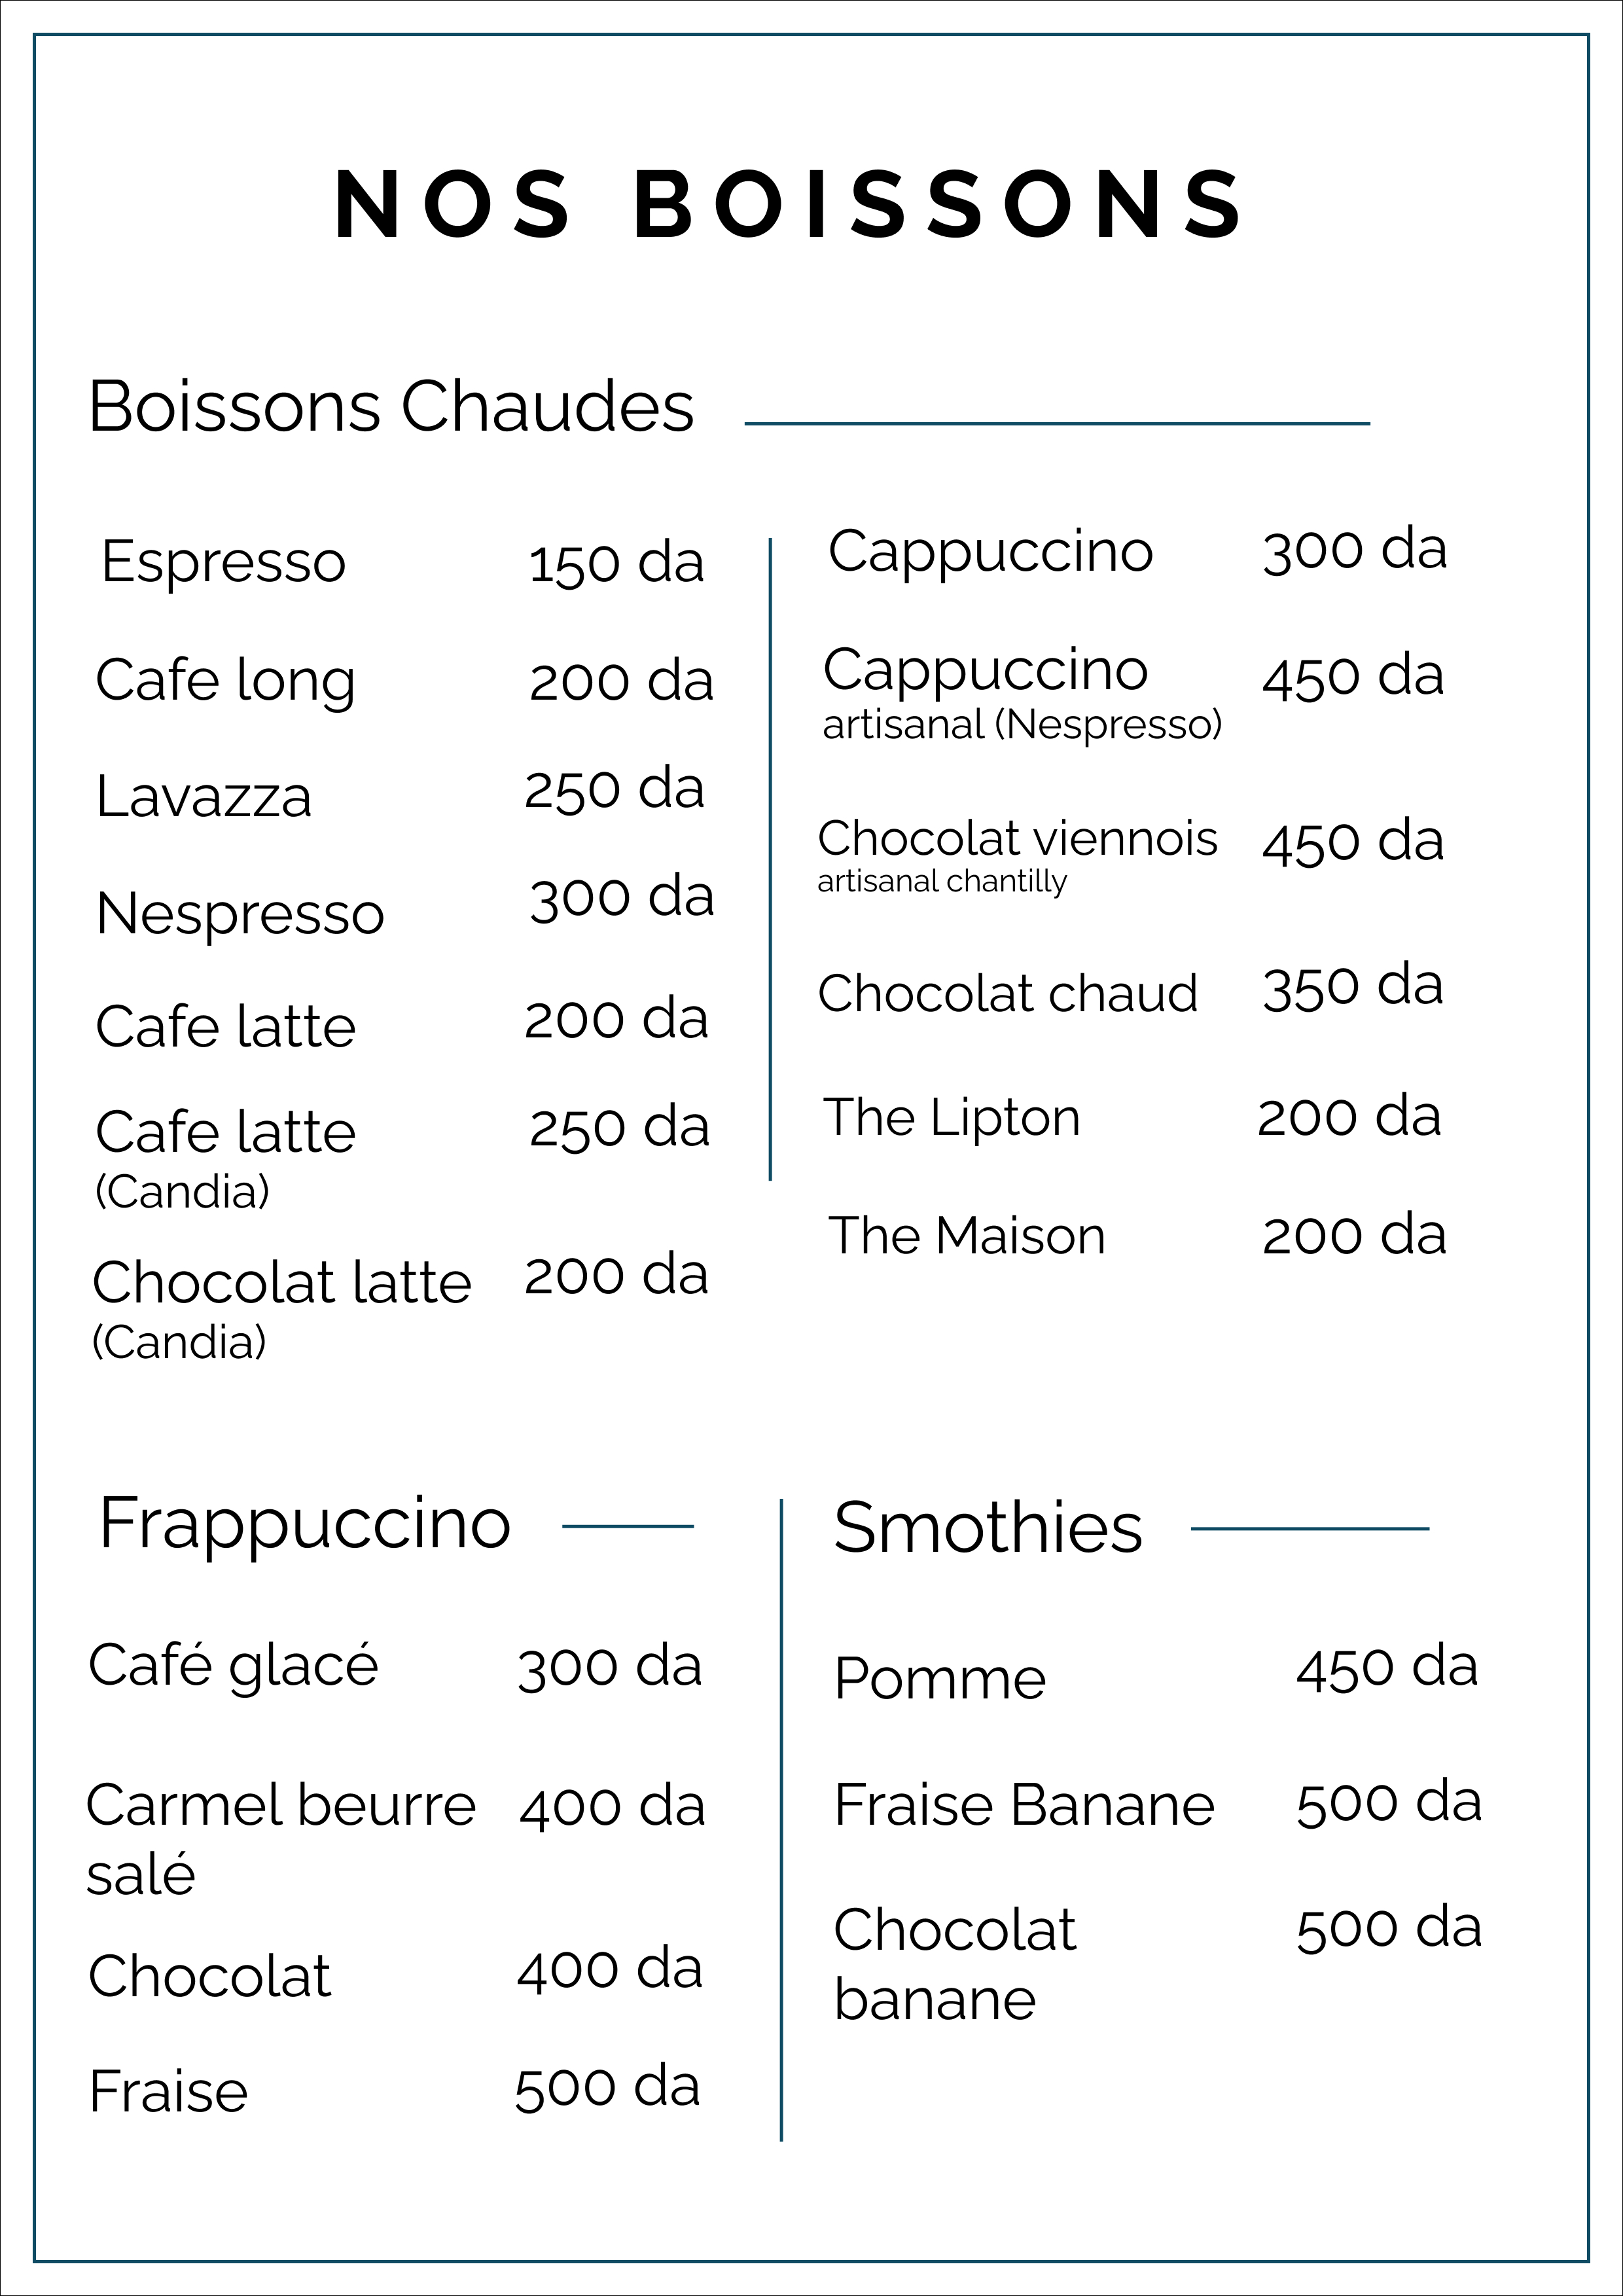 NOS BOISSONS
Boissons Chaudes
Espresso 150 da
Cafe long 200 da
Lavazza 250 da
Nespresso 300 da
Cafe latte 200 da
Cafe latte 250 da
(Candia)
Chocolat latte 200 da
(Candia)
Cappuccino 300 da
Cappuccino 450 da
artisanal (Nespresso)
Chocolat viennois 450 da
artisanal chantilly
Chocolat chaud 350 da
The Lipton 200 da
The Maison 200 da
Frappuccino
Café glacé 300 da
Carmel beurre 400 da
salé
Chocolat 400 da
Fraise 500 da
Smothies
Pomme 450 da
Fraise Banane 500 da
Chocolat 500 da
banane